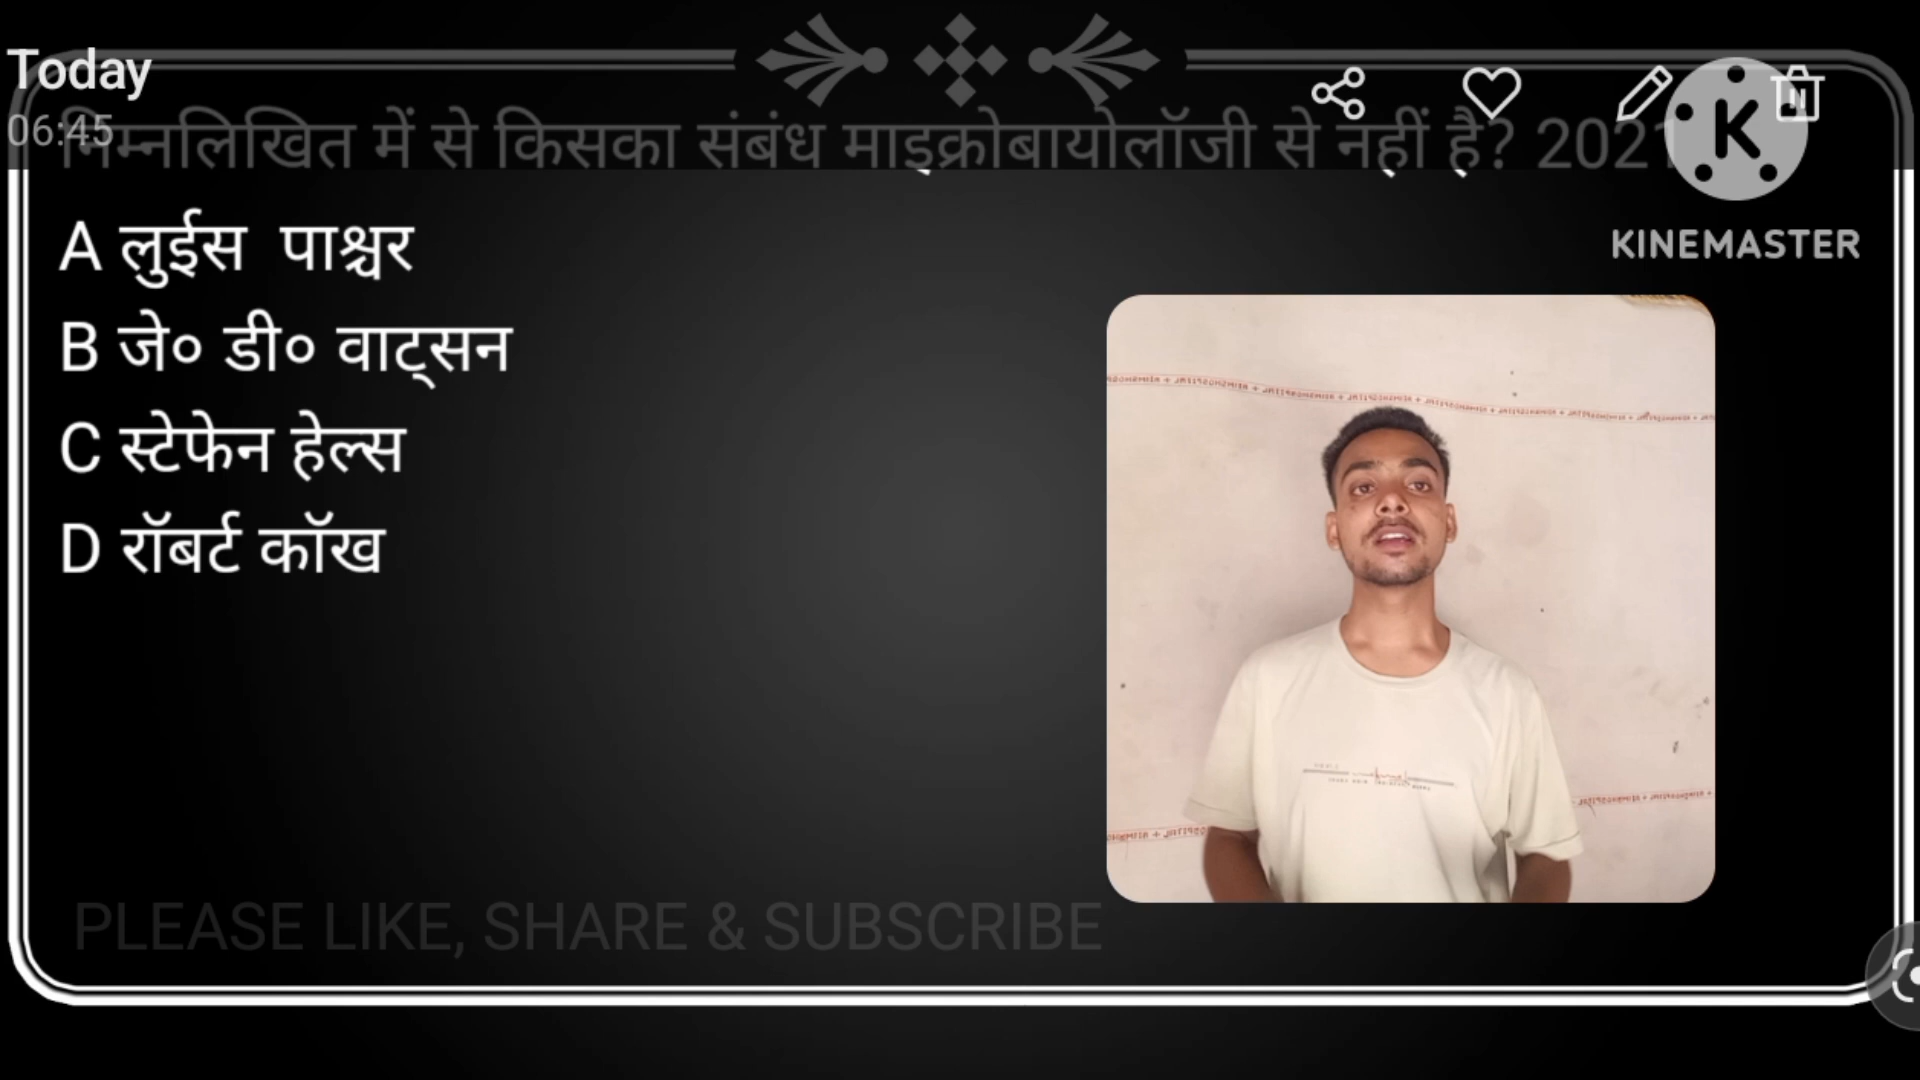 Today
06:45
निम्नलिखित में से किसका संबंध माइक्रोबायोलॉजी से नहीं है? 2021
KINEMASTER
A लुईस पाश्चर
B जे० डी० वाट्सन
C स्टेफेन हेल्स
D रॉबर्ट कॉख
PLEASE LIKE, SHARE & SUBSCRIBE